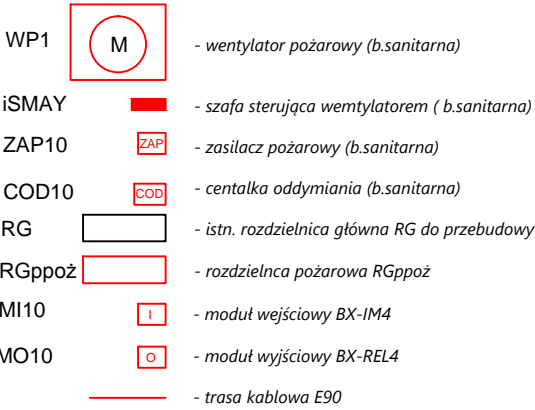 WP1 M - wentylator pożarowy (b.sanitarna)
iSMAY - szafa sterująca wemtylatorem ( b.sanitarna)
ZAP10 ZAP - zasilacz pożarowy (b.sanitarna)
COD10 COD - centalka oddymiania (b.sanitarna)
RG - istn. rozdzielnica główna RG do przebudowy
RGppoż - rozdzielnca pożarowa RGppoż
MI10 I - moduł wejściowy BX-IM4
MO10 O - moduł wyjściowy BX-REL4
- trasa kablowa E90